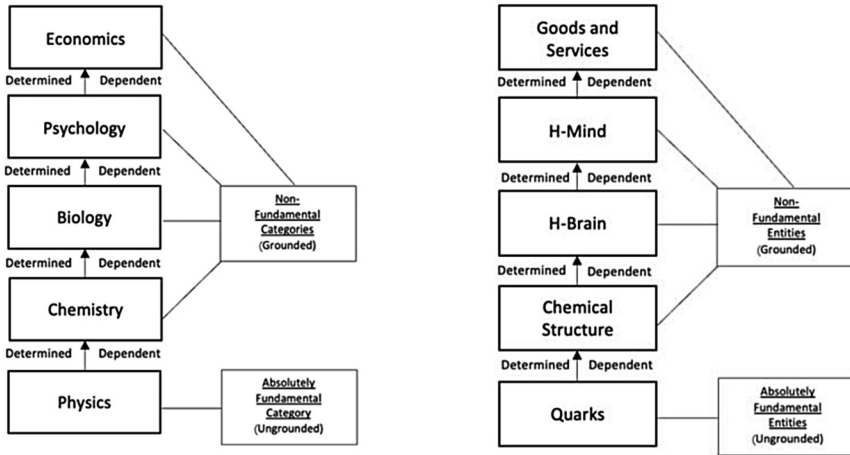 Economics
Determined Dependent
Psychology
Determined Dependent
Biology
Determined Dependent
Chemistry
Determined Dependent
Physics
Non-
Fundamental
Categories
(Grounded)
Absolutely
Fundamental
Category
(Ungrounded)
Goods and
Services
Determined Dependent
H-Mind
Determined Dependent
H-Brain
Determined Dependent
Chemical
Structure
Determined Dependent
Quarks
Non-
Fundamental
Entities
(Grounded)
Absolutely
Fundamental
Entities
(Ungrounded)